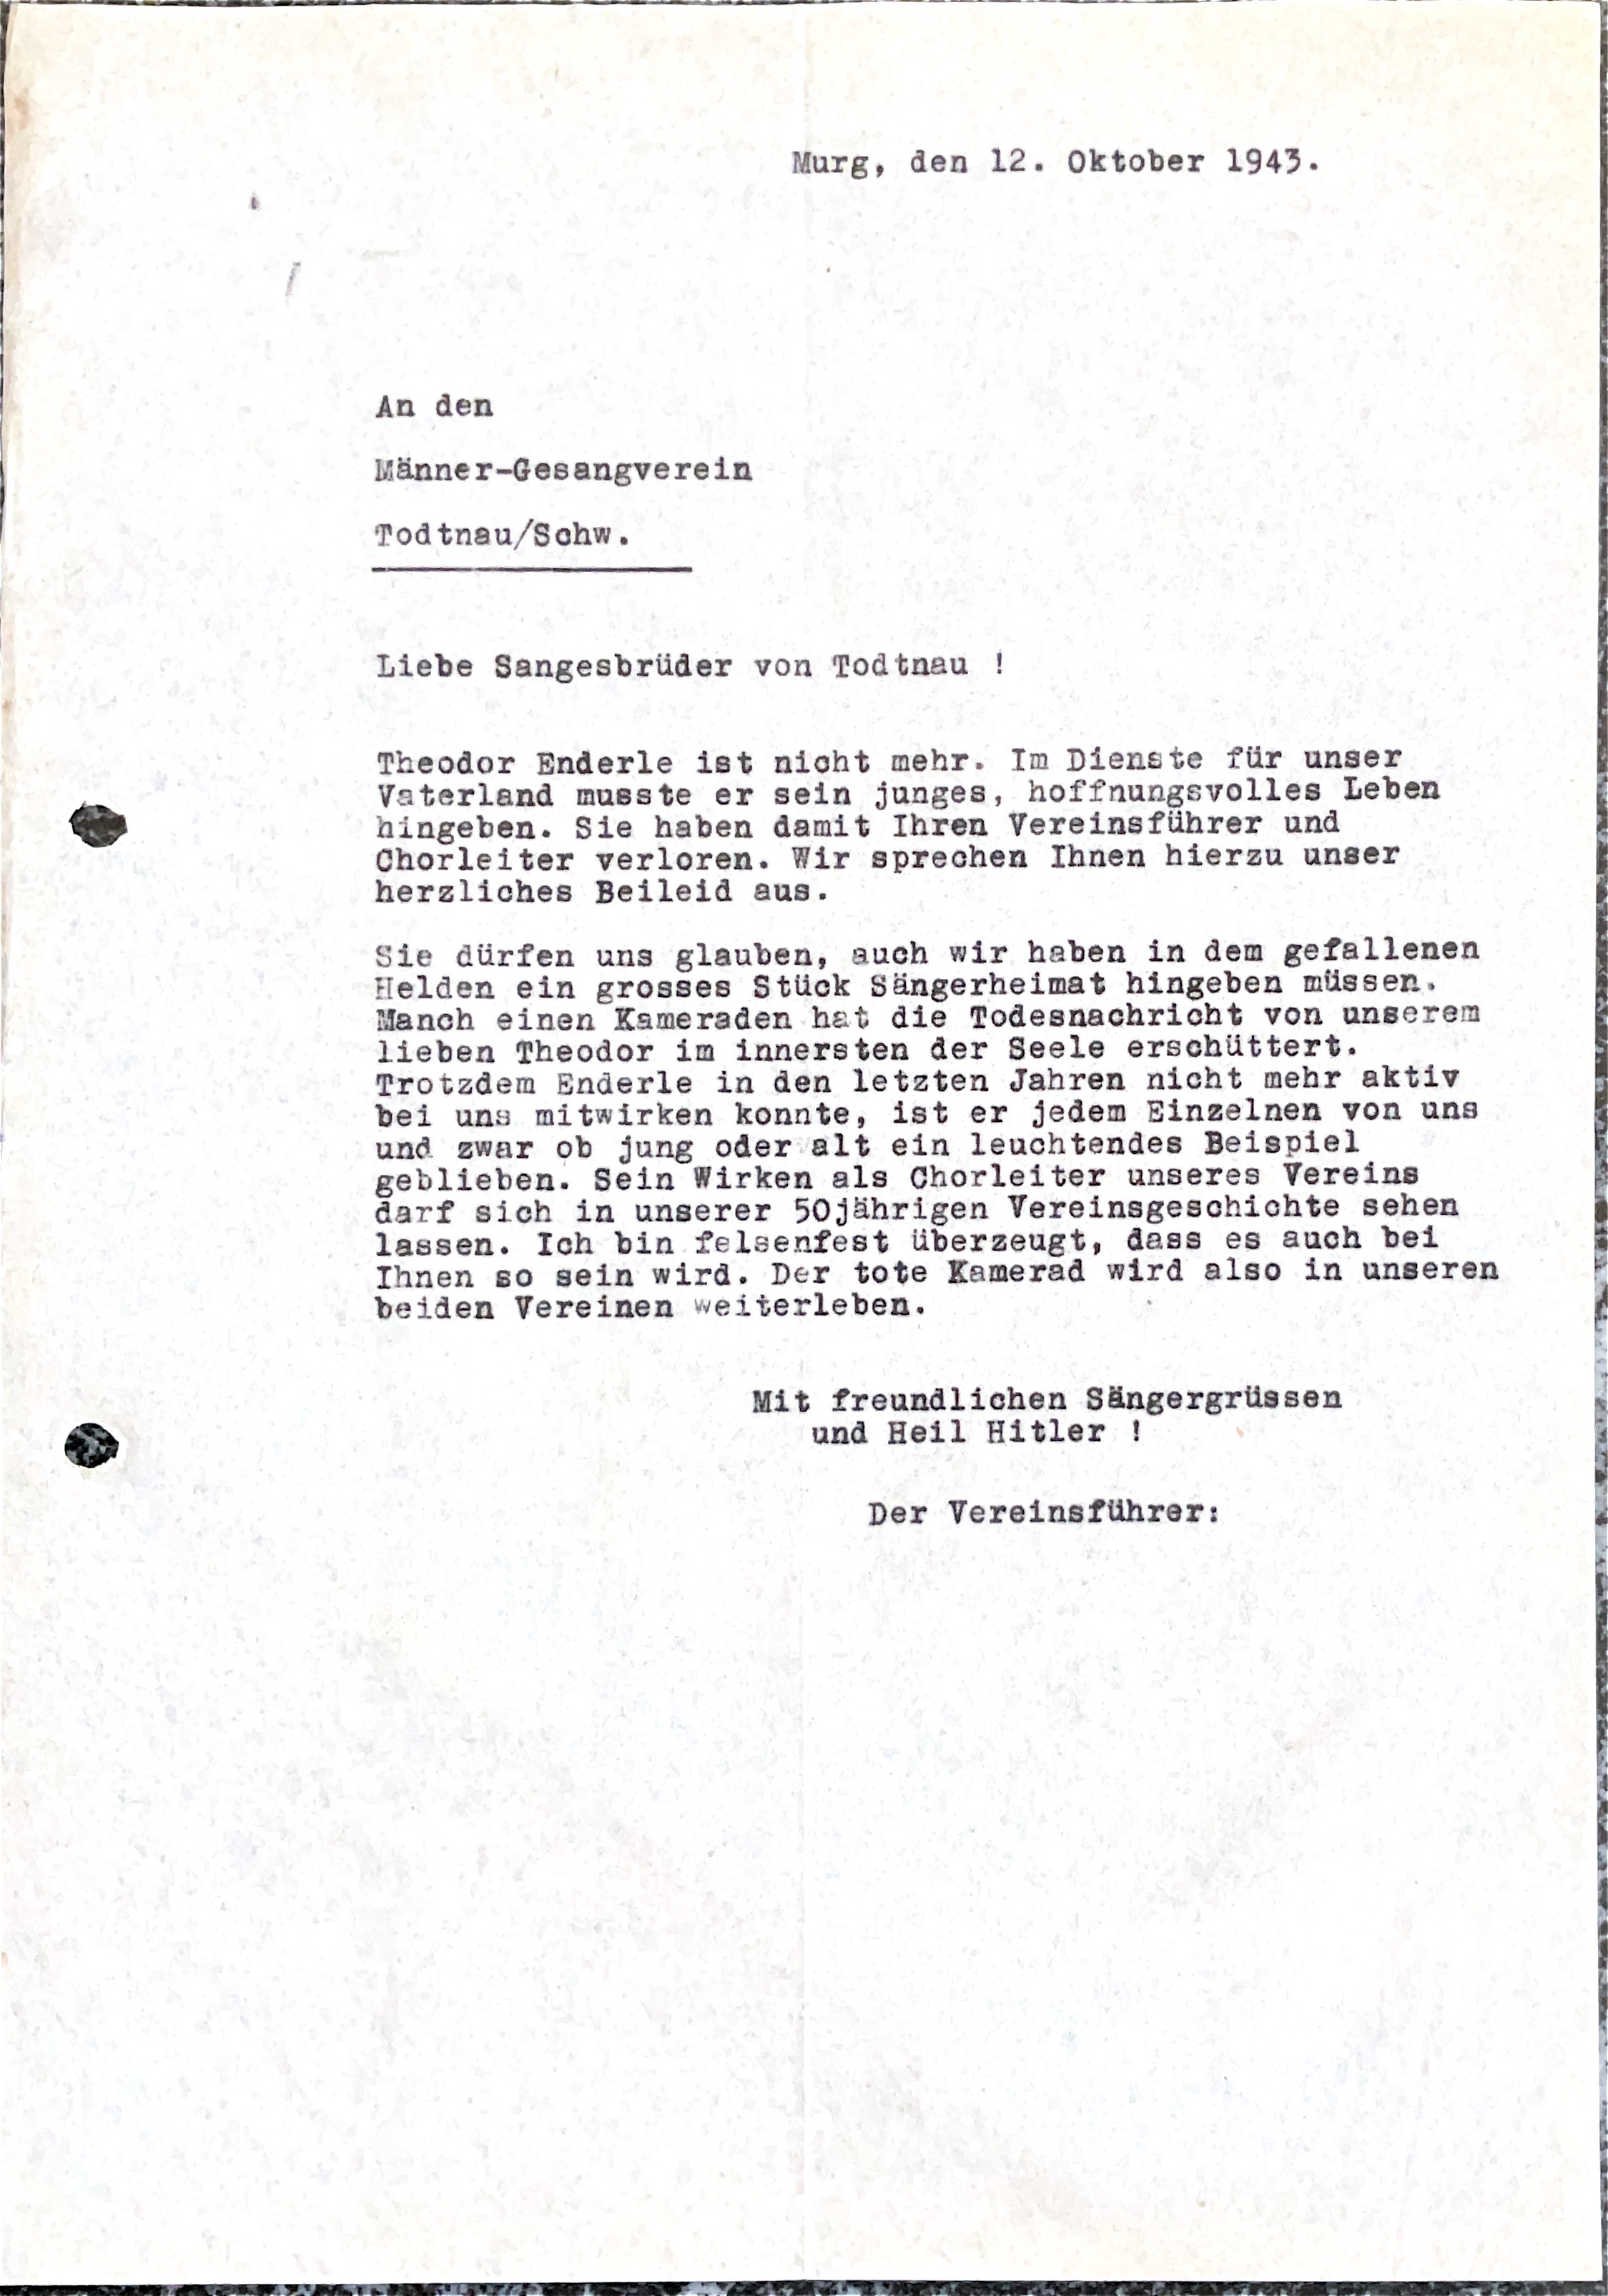 Murg, den 12. Oktober 1943.
An den
Männer-Gesangverein
Todtnau/Schw.
Liebe Sangesbrüder von Todtnau !
Theodor Enderle ist nicht mehr. Im Dienste für unser
Vaterland musste er sein junges, hoffnungsvolles Leben
hingeben. Sie haben damit Ihren Vereinsführer und
Chorleiter verloren. Wir sprechen Ihnen hierzu unser
herzliches Beileid aus.
Sie dürfen uns glauben, auch wir haben in dem gefallenen
Helden ein grosses Stück Sängerheimat hingeben müssen.
Manch einen Kameraden hat die Todesnachricht von unserem
lieben Theodor im innersten der Seele erschüttert.
Trotzdem Enderle in den letzten Jahren nicht mehr aktiv
bei uns mitwirken konnte, ist er jedem Einzelnen von uns
und zwar ob jung oder alt ein leuchtendes Beispiel
geblieben. Sein Wirken als Chorleiter unseres Vereins
darf sich in unserer 50jährigen Vereinsgeschichte sehen
lassen. Ich bin felsenfest überzeugt, dass es auch bei
Ihnen so sein wird. Der tote Kamerad wird also in unseren
beiden Vereinen weiterleben.
Mit freundlichen Sängergrüssen
und Heil Hitler !
Der Vereinsführer: